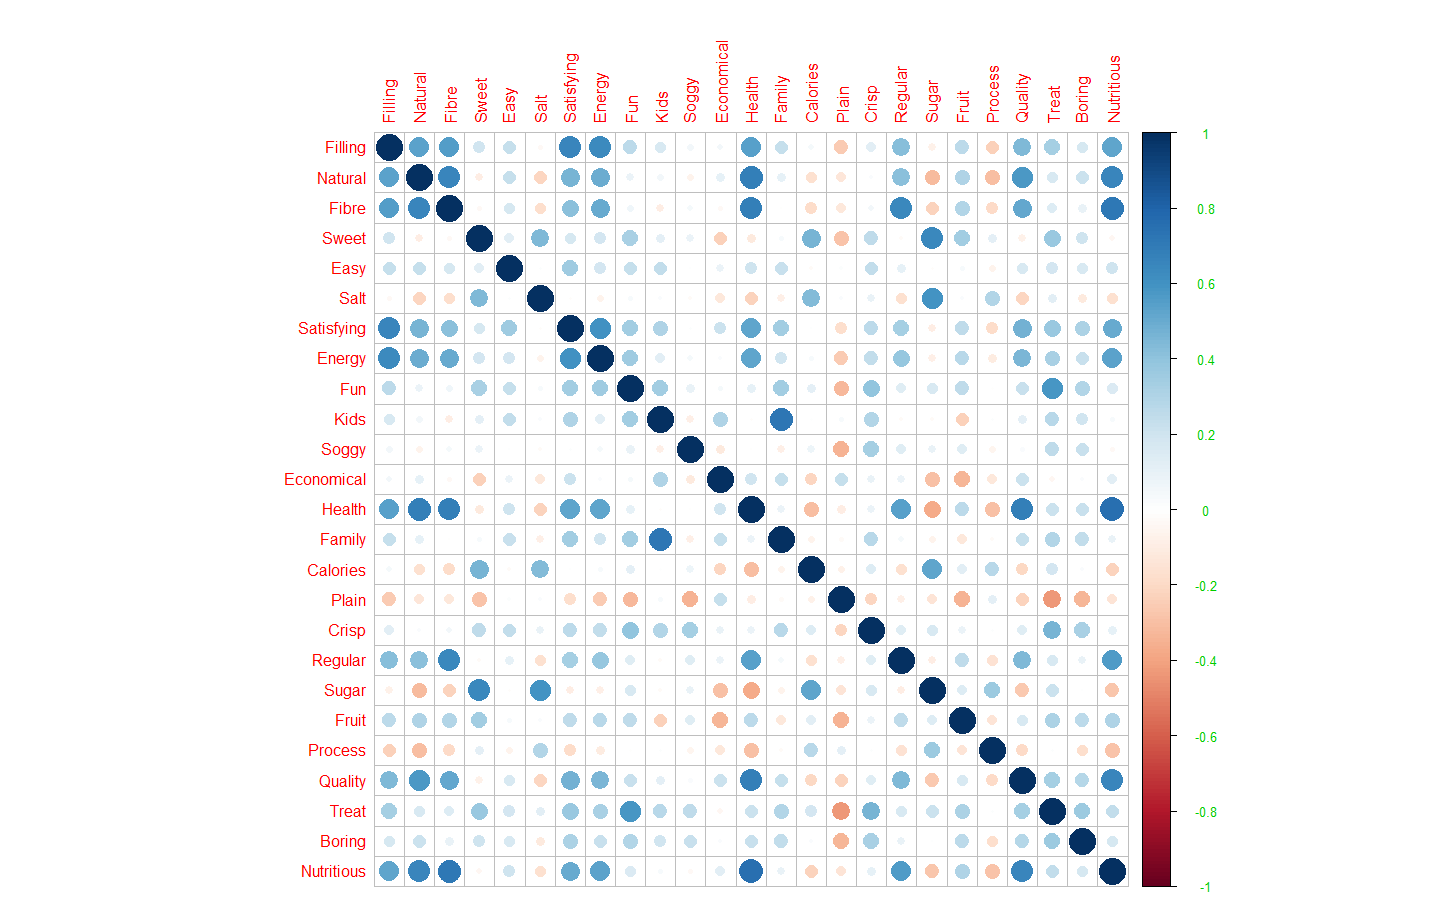 Filling
Natural
Fibre
Sweet
Easy
Salt
Satisfying
Energy
Fun
Kids
Soggy
Economical
Health
Family
Calories
Plain
Crisp
Regular
Sugar
Fruit
Process
Quality
Treat
Boring
Nutritious
Filling
Natural
Fibre
Sweet
Easy
Salt
Satisfying
Energy
Fun
Kids
Soggy
Economical
Health
Family
Calories
Plain
Crisp
Regular
Sugar
Fruit
Process
Quality
Treat
Boring
Nutritious
1
0.8
0.6
0.4
0.2
0
-0.2
-0.4
-0.6
-0.8
-1